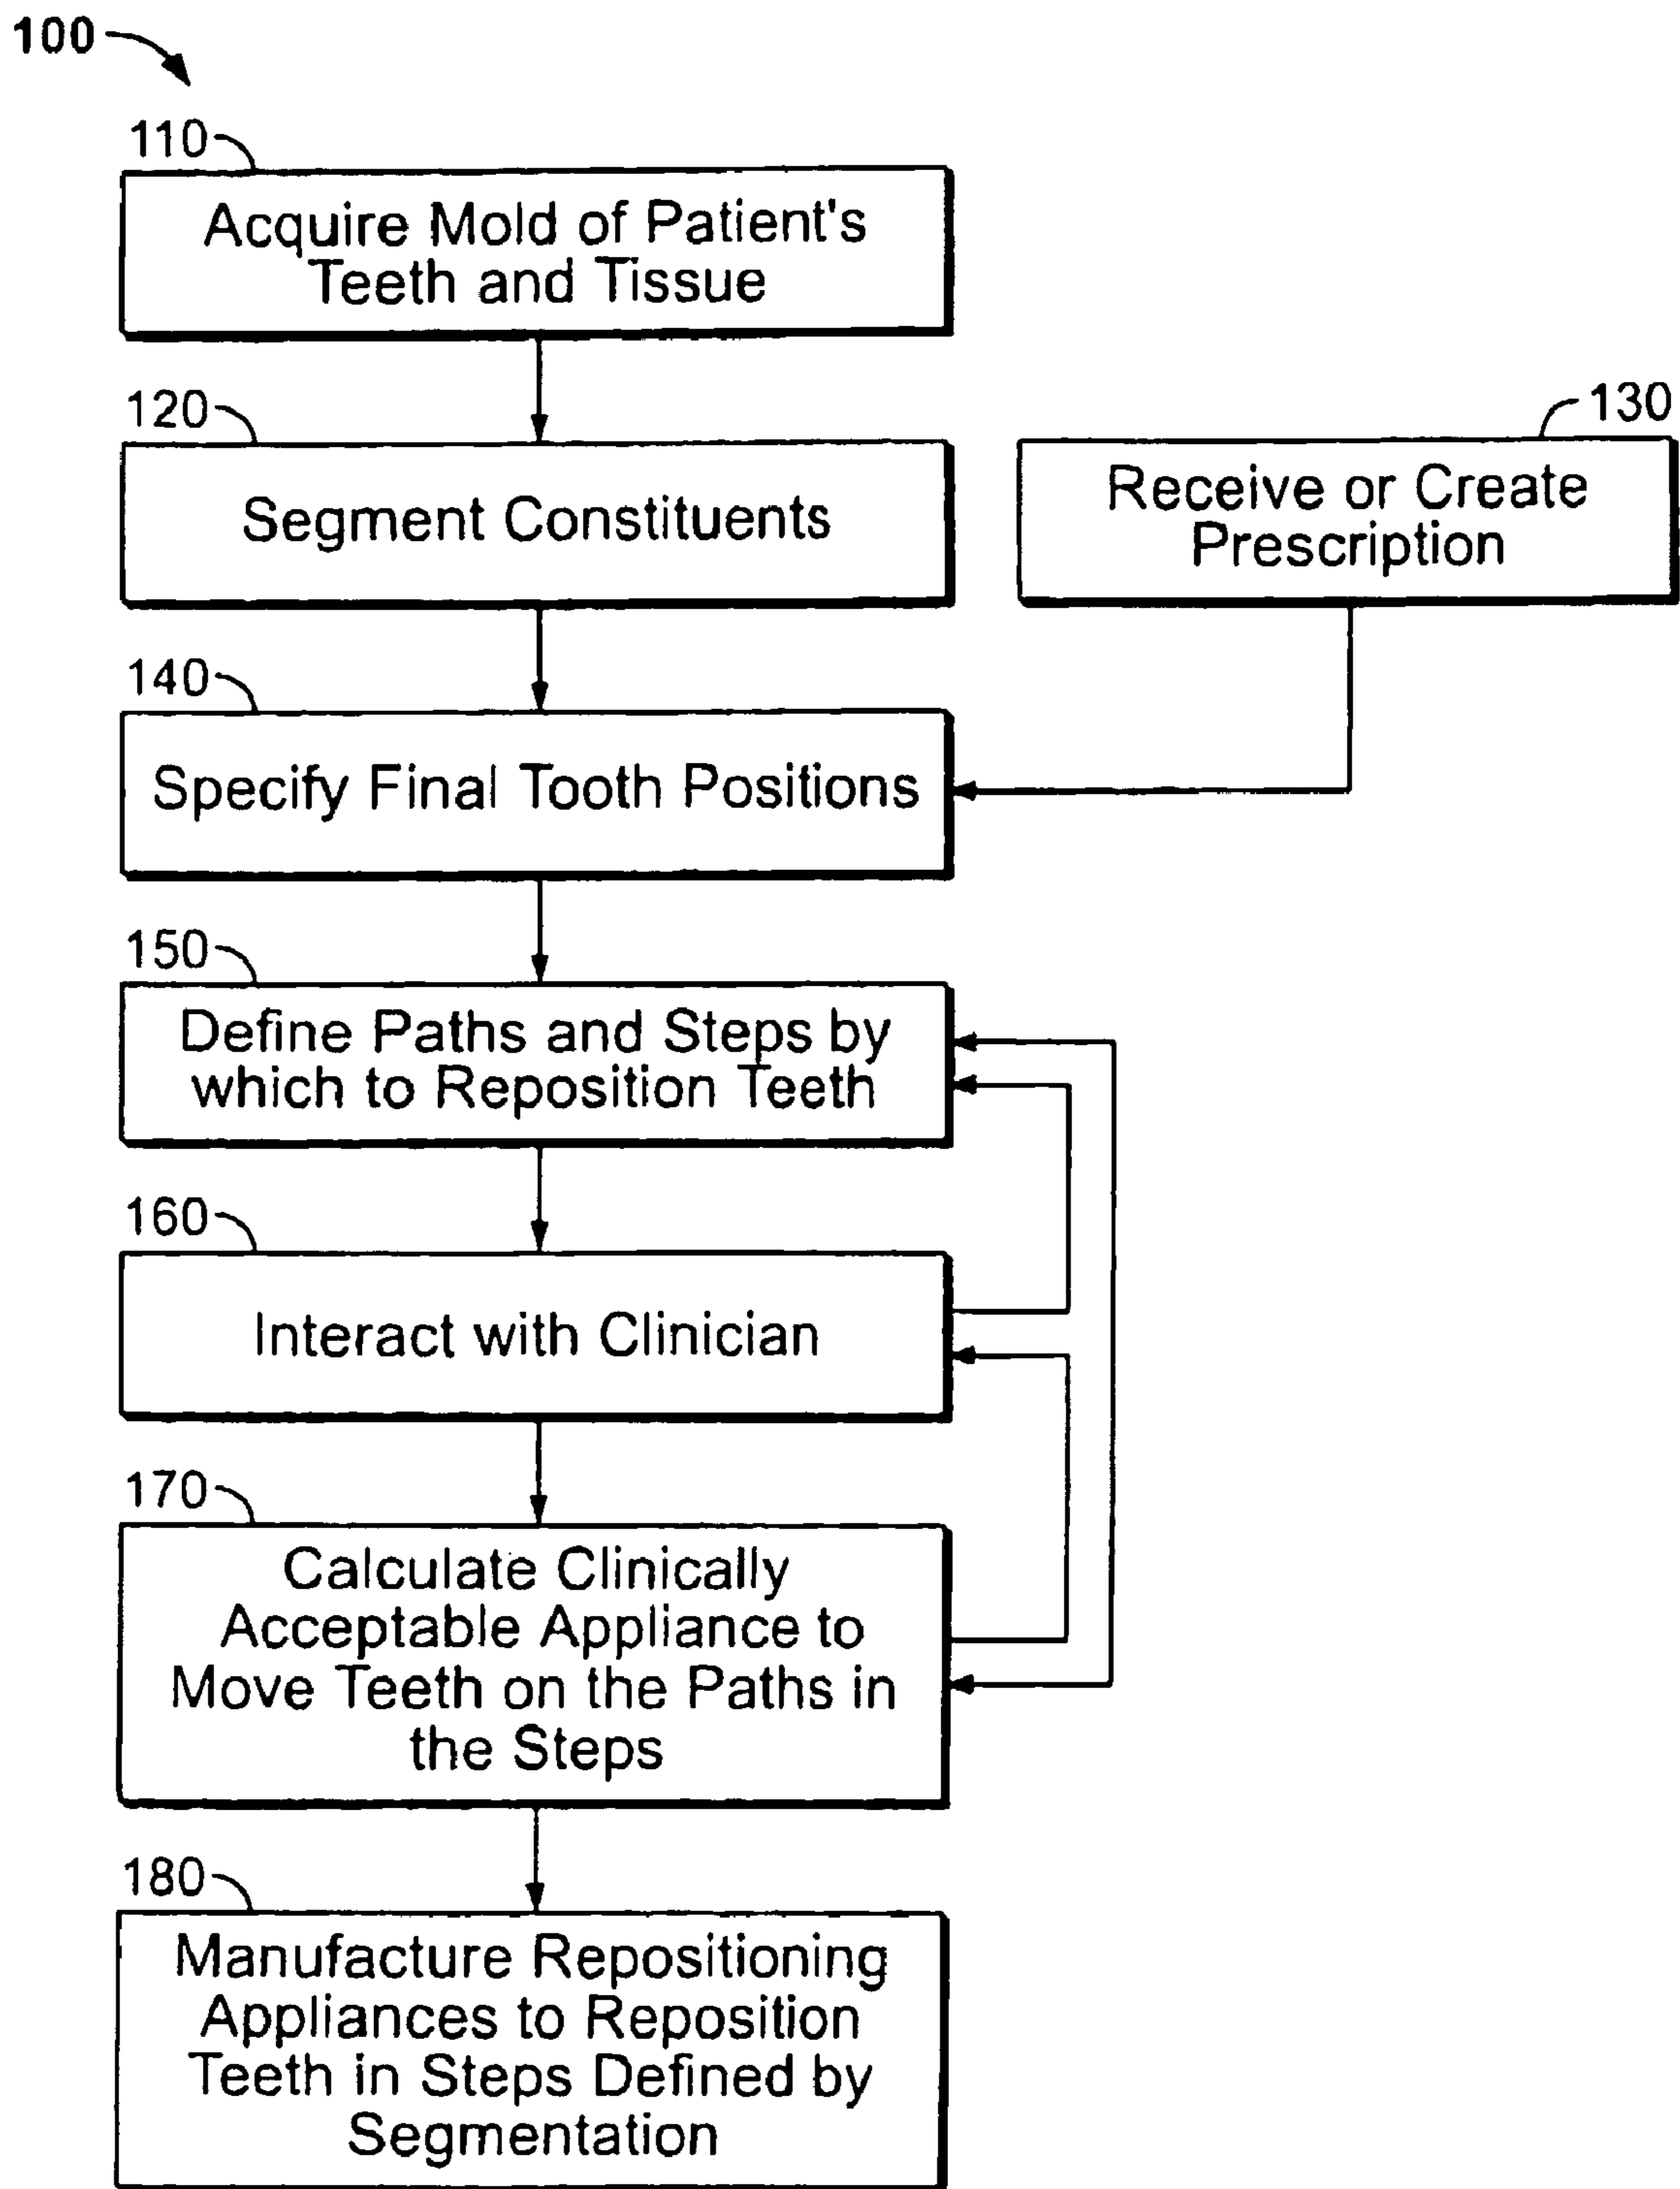 100
110
Acquire Mold of Patient's
Teeth and Tissue
120
Segment Constituents
130
Receive or Create
Prescription
140
Specify Final Tooth Positions
150
Define Paths and Steps by
which to Reposition Teeth
160
Interact with Clinician
170
Calculate Clinically
Acceptable Appliance to
Move Teeth on the Paths in
the Steps
180
Manufacture Repositioning
Appliances to Reposition
Teeth in Steps Defined by
Segmentation